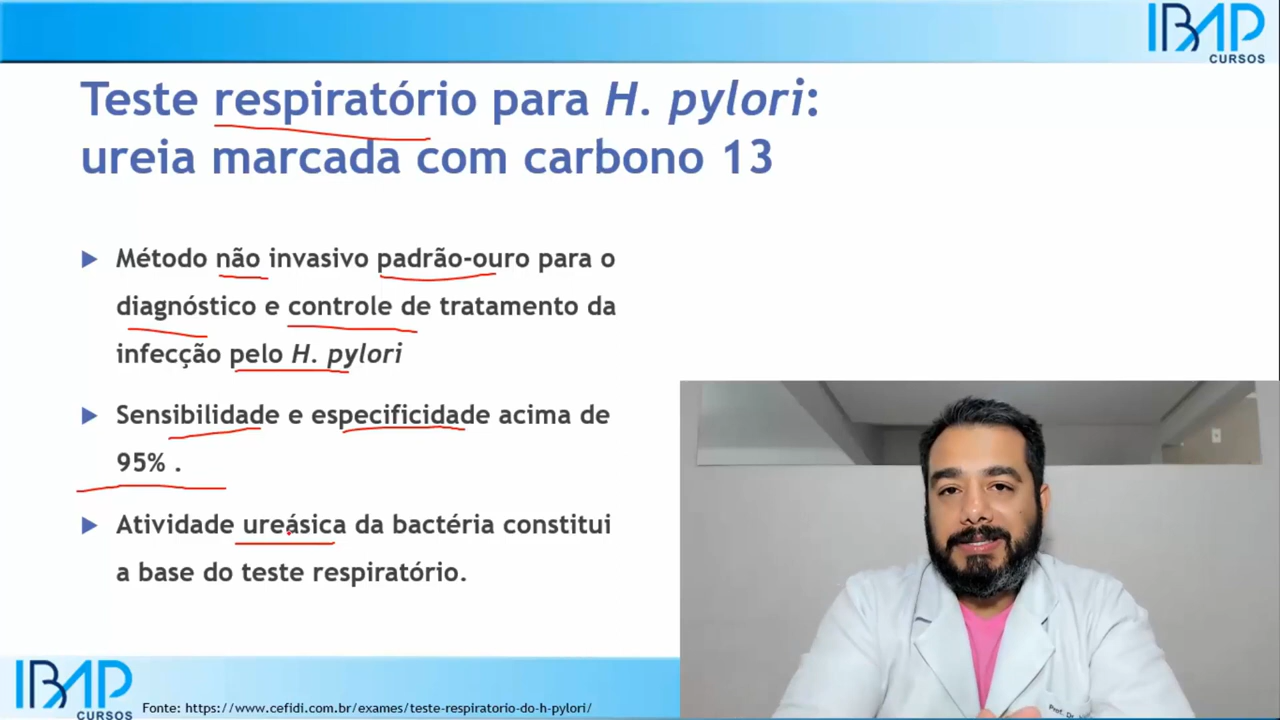 IBAP
CURSOS
Teste respiratório para H. pylori:
ureia marcada com carbono 13
Método não invasivo padrão-ouro para o
diagnóstico e controle de tratamento da
infecção pelo H. pylori
Sensibilidade e especificidade acima de
95% .
Atividade ureásica da bactéria constitui
a base do teste respiratório.
Prof. Dr.
IBAP
CURSOS
Fonte: https://www.cefidi.com.br/exames/teste-respiratorio-do-h-pylori/